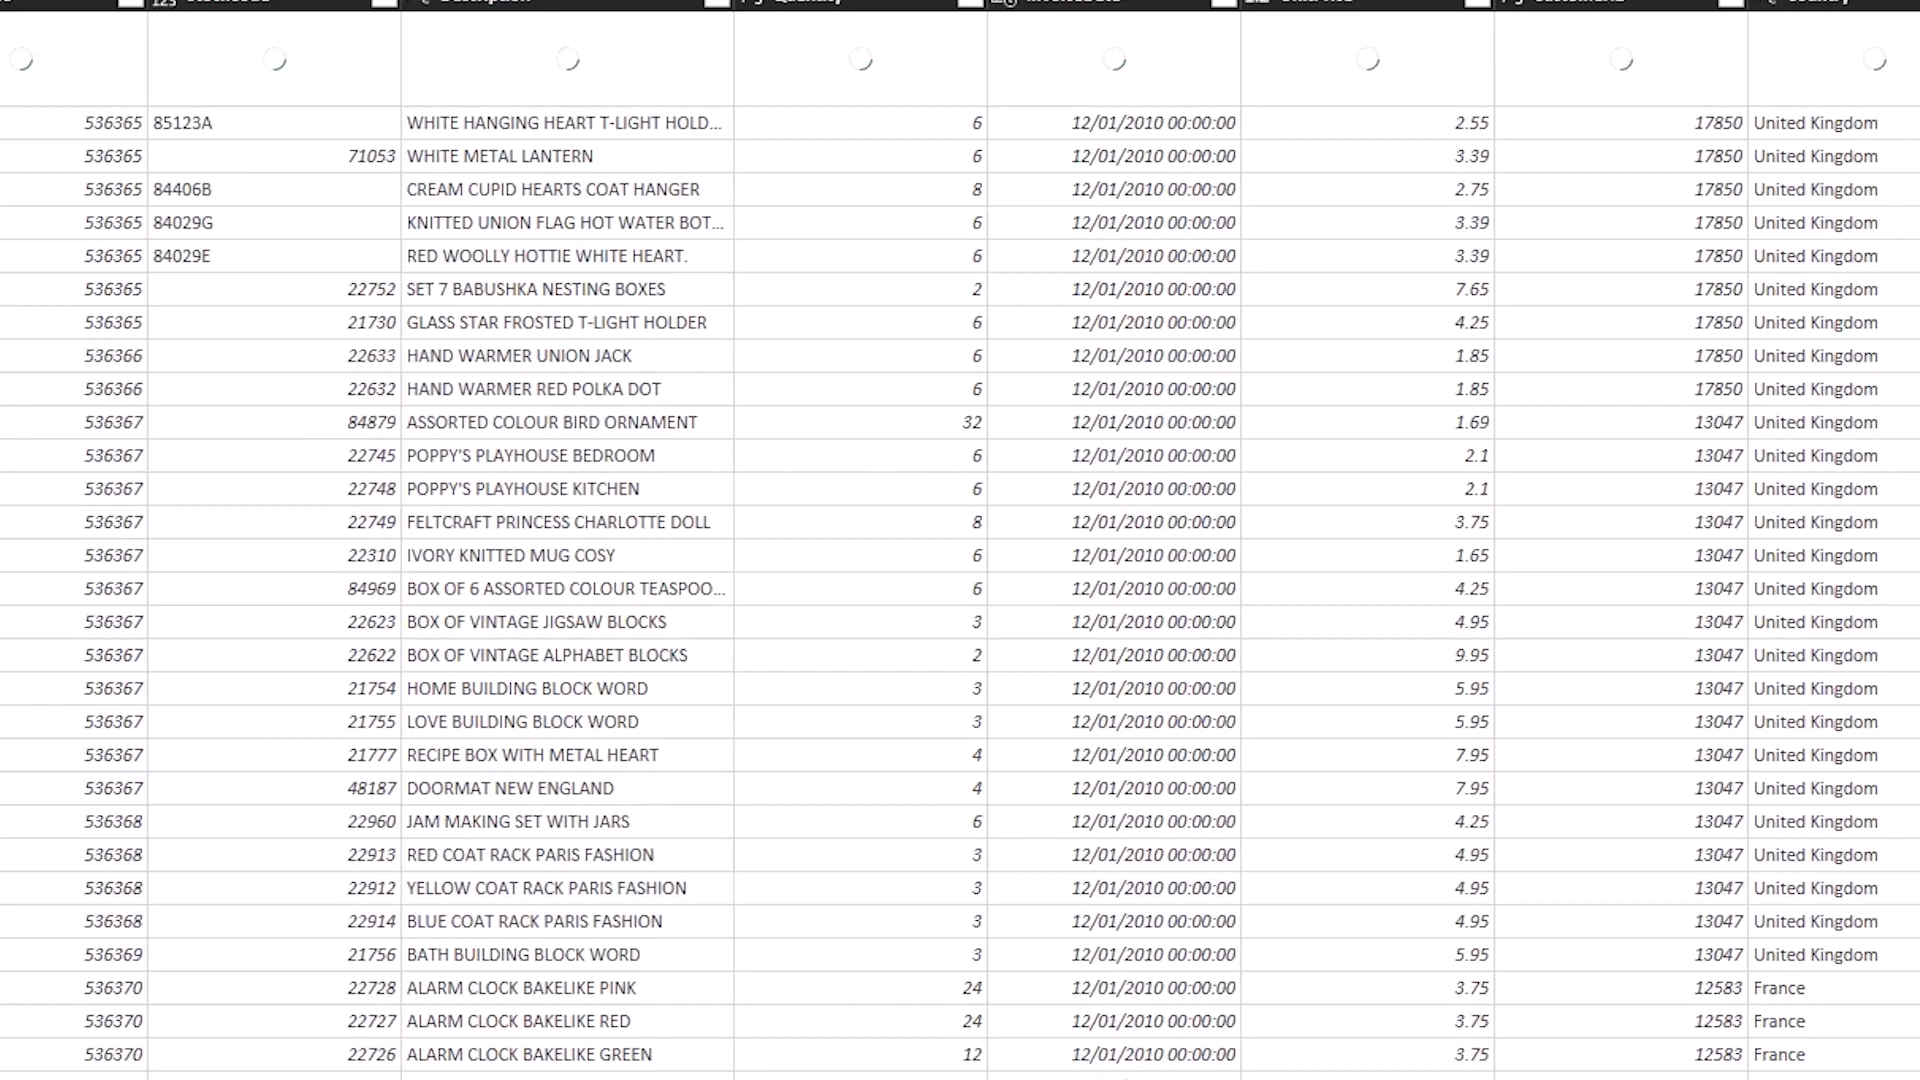 536365 85123A WHITE HANGING HEART T-LIGHT HOLD... 6 12/01/2010 00:00:00 2.55 17850 United Kingdom
536365 71053 WHITE METAL LANTERN 6 12/01/2010 00:00:00 3.39 17850 United Kingdom
536365 84406B CREAM CUPID HEARTS COAT HANGER 8 12/01/2010 00:00:00 2.75 17850 United Kingdom
536365 84029G KNITTED UNION FLAG HOT WATER BOT... 6 12/01/2010 00:00:00 3.39 17850 United Kingdom
536365 84029E RED WOOLLY HOTTIE WHITE HEART. 6 12/01/2010 00:00:00 3.39 17850 United Kingdom
536365 22752 SET 7 BABUSHKA NESTING BOXES 2 12/01/2010 00:00:00 7.65 17850 United Kingdom
536365 21730 GLASS STAR FROSTED T-LIGHT HOLDER 6 12/01/2010 00:00:00 4.25 17850 United Kingdom
536366 22633 HAND WARMER UNION JACK 6 12/01/2010 00:00:00 1.85 17850 United Kingdom
536366 22632 HAND WARMER RED POLKA DOT 6 12/01/2010 00:00:00 1.85 17850 United Kingdom
536367 84879 ASSORTED COLOUR BIRD ORNAMENT 32 12/01/2010 00:00:00 1.69 13047 United Kingdom
536367 22745 POPPY'S PLAYHOUSE BEDROOM 6 12/01/2010 00:00:00 2.1 13047 United Kingdom
536367 22748 POPPY'S PLAYHOUSE KITCHEN 6 12/01/2010 00:00:00 2.1 13047 United Kingdom
536367 22749 FELTCRAFT PRINCESS CHARLOTTE DOLL 8 12/01/2010 00:00:00 3.75 13047 United Kingdom
536367 22310 IVORY KNITTED MUG COSY 6 12/01/2010 00:00:00 1.65 13047 United Kingdom
536367 84969 BOX OF 6 ASSORTED COLOUR TEASPOO... 6 12/01/2010 00:00:00 4.25 13047 United Kingdom
536367 22623 BOX OF VINTAGE JIGSAW BLOCKS 3 12/01/2010 00:00:00 4.95 13047 United Kingdom
536367 22622 BOX OF VINTAGE ALPHABET BLOCKS 2 12/01/2010 00:00:00 9.95 13047 United Kingdom
536367 21754 HOME BUILDING BLOCK WORD 3 12/01/2010 00:00:00 5.95 13047 United Kingdom
536367 21755 LOVE BUILDING BLOCK WORD 3 12/01/2010 00:00:00 5.95 13047 United Kingdom
536367 21777 RECIPE BOX WITH METAL HEART 4 12/01/2010 00:00:00 7.95 13047 United Kingdom
536367 48187 DOORMAT NEW ENGLAND 4 12/01/2010 00:00:00 7.95 13047 United Kingdom
536368 22960 JAM MAKING SET WITH JARS 6 12/01/2010 00:00:00 4.25 13047 United Kingdom
536368 22913 RED COAT RACK PARIS FASHION 3 12/01/2010 00:00:00 4.95 13047 United Kingdom
536368 22912 YELLOW COAT RACK PARIS FASHION 3 12/01/2010 00:00:00 4.95 13047 United Kingdom
536368 22914 BLUE COAT RACK PARIS FASHION 3 12/01/2010 00:00:00 4.95 13047 United Kingdom
536369 21756 BATH BUILDING BLOCK WORD 3 12/01/2010 00:00:00 5.95 13047 United Kingdom
536370 22728 ALARM CLOCK BAKELIKE PINK 24 12/01/2010 00:00:00 3.75 12583 France
536370 22727 ALARM CLOCK BAKELIKE RED 24 12/01/2010 00:00:00 3.75 12583 France
536370 22726 ALARM CLOCK BAKELIKE GREEN 12 12/01/2010 00:00:00 3.75 12583 France